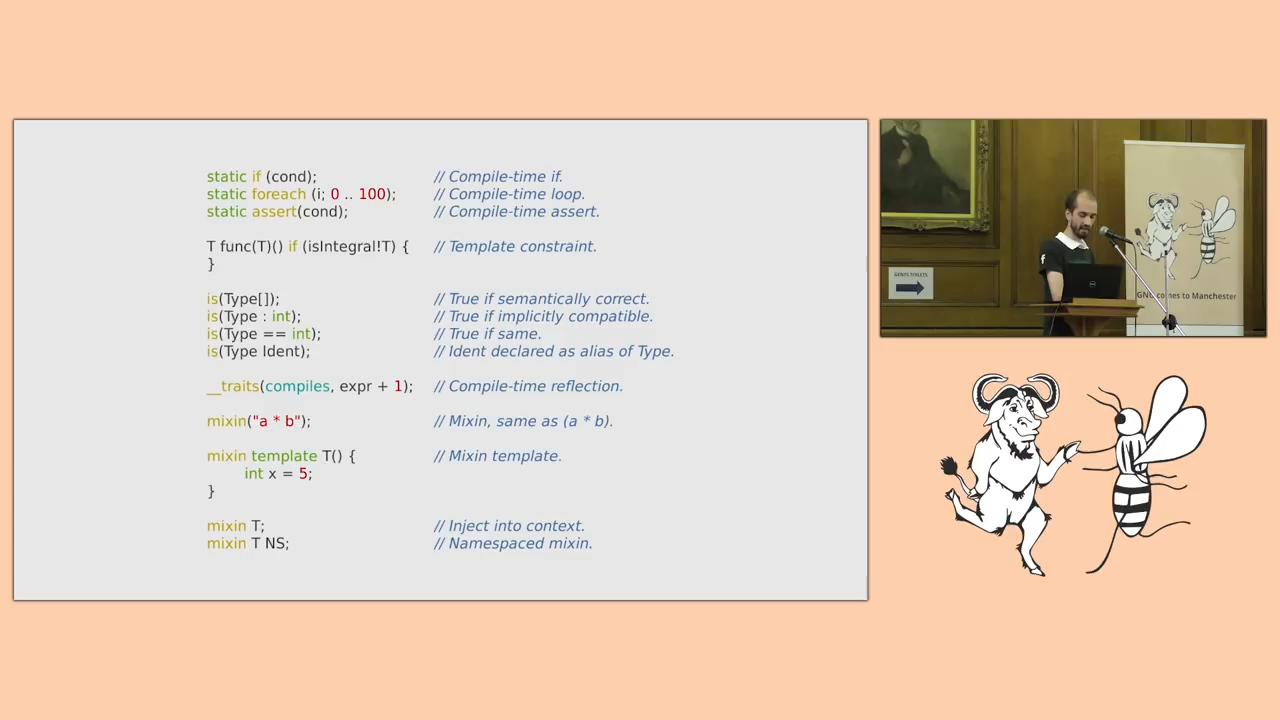 static if (cond); // Compile-time if.
static foreach (i; 0 .. 100); // Compile-time loop.
static assert(cond); // Compile-time assert.
T func(T)() if (isIntegral!T) { // Template constraint.
}
is(Type[]); // True if semantically correct.
is(Type : int); // True if implicitly compatible.
is(Type == int); // True if same.
is(Type Ident); // Ident declared as alias of Type.
__traits(compiles, expr + 1); // Compile-time reflection.
mixin("a * b"); // Mixin, same as (a * b).
mixin template T() { // Mixin template.
int x = 5;
}
mixin T; // Inject into context.
mixin T NS; // Namespaced mixin.
GENTS TOILETS
GNU comes to Manchester